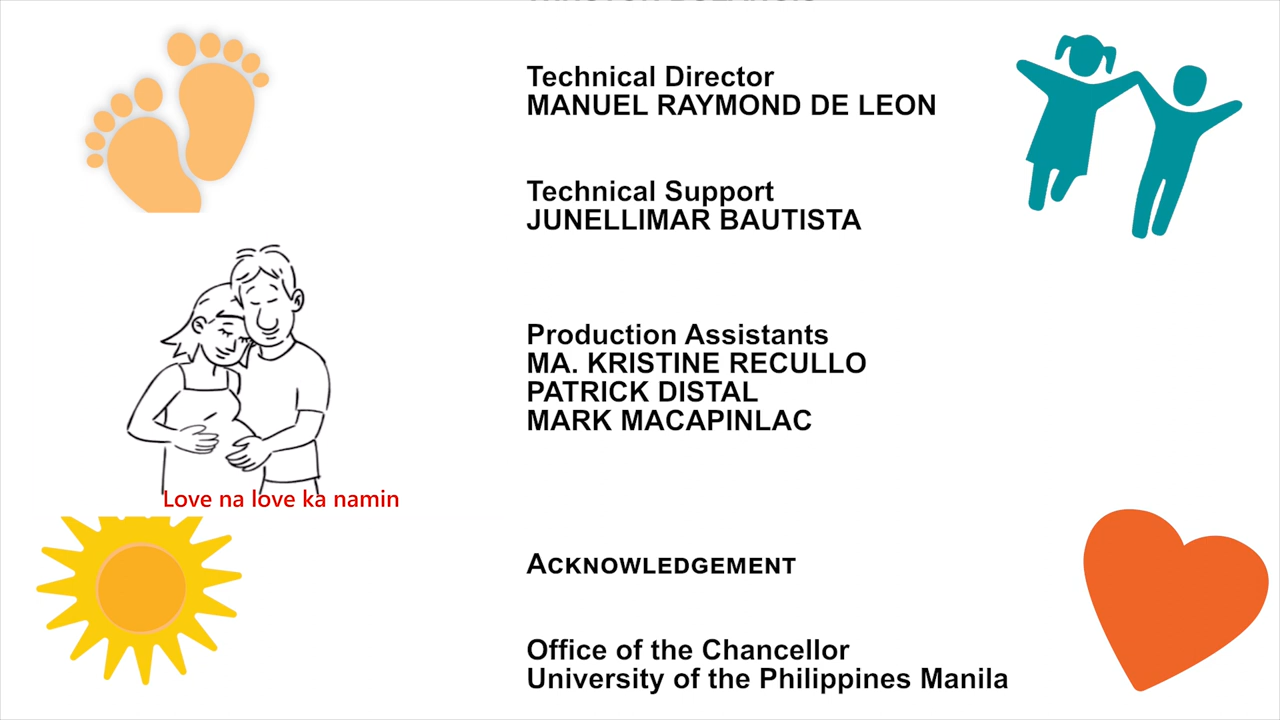 Technical Director
MANUEL RAYMOND DE LEON
Technical Support
JUNELLIMAR BAUTISTA
Production Assistants
MA. KRISTINE RECULLO
PATRICK DISTAL
MARK MACAPINLAC
Love na love ka namin
ACKNOWLEDGEMENT
Office of the Chancellor
University of the Philippines Manila